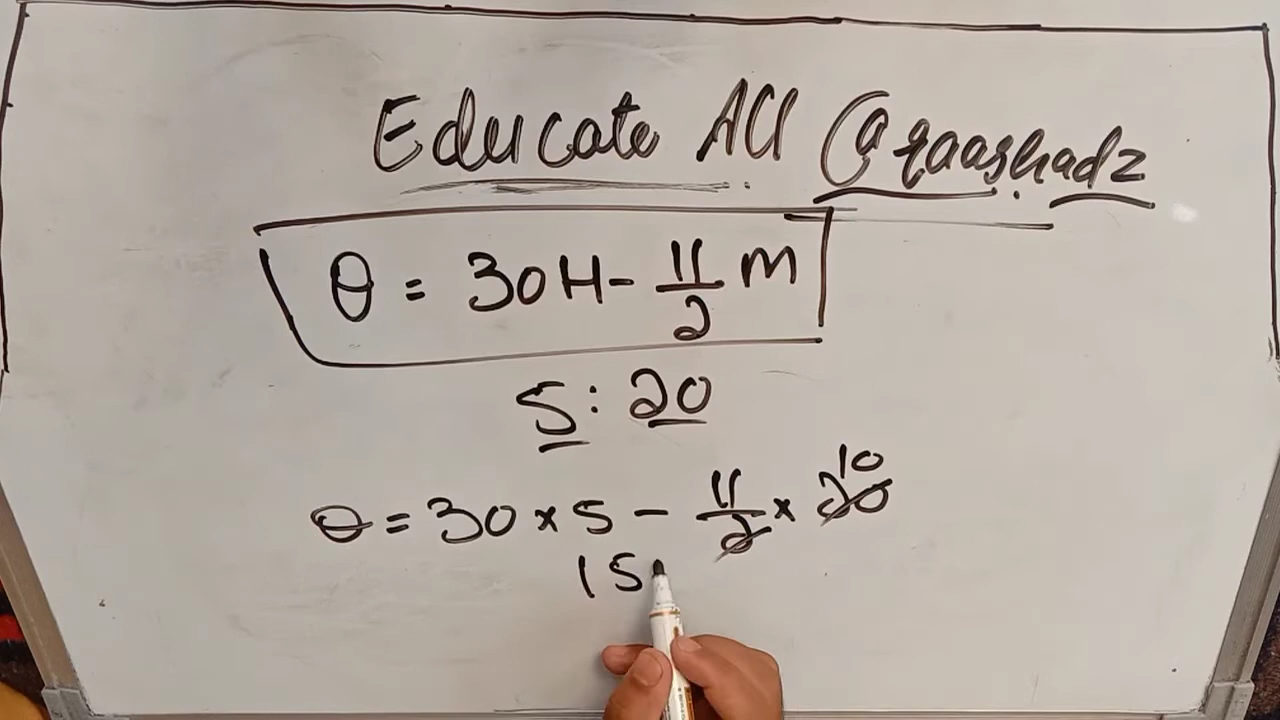 Educate All @raashadz
θ = 30H - 11/2 m
5 : 20
θ = 30 × 5 - 11/2 × 20 10
15